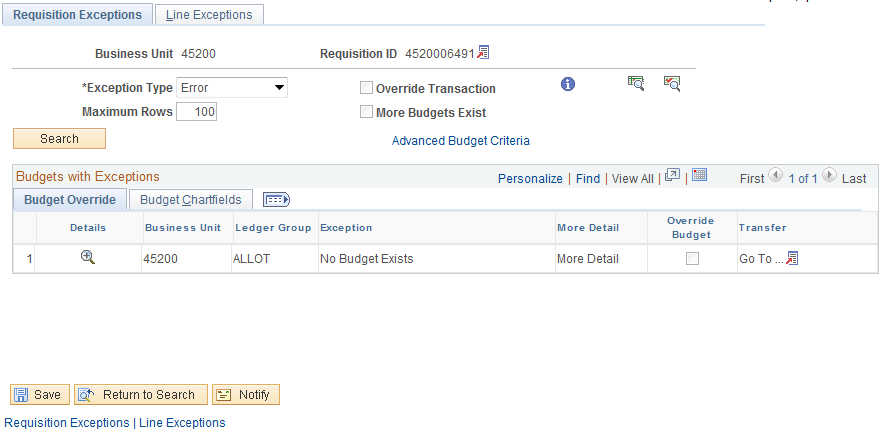 Requisition Exceptions Line Exceptions
Business Unit 45200 Requisition ID 4520006491
*Exception Type Error Override Transaction
Maximum Rows 100 More Budgets Exist
Search Advanced Budget Criteria
Budgets with Exceptions Personalize | Find | View All | | First 1 of 1 Last
Budget Override Budget Chartfields
Details Business Unit Ledger Group Exception More Detail Override Budget Transfer
1 45200 ALLOT No Budget Exists More Detail Go To ...
Save Return to Search Notify
Requisition Exceptions | Line Exceptions